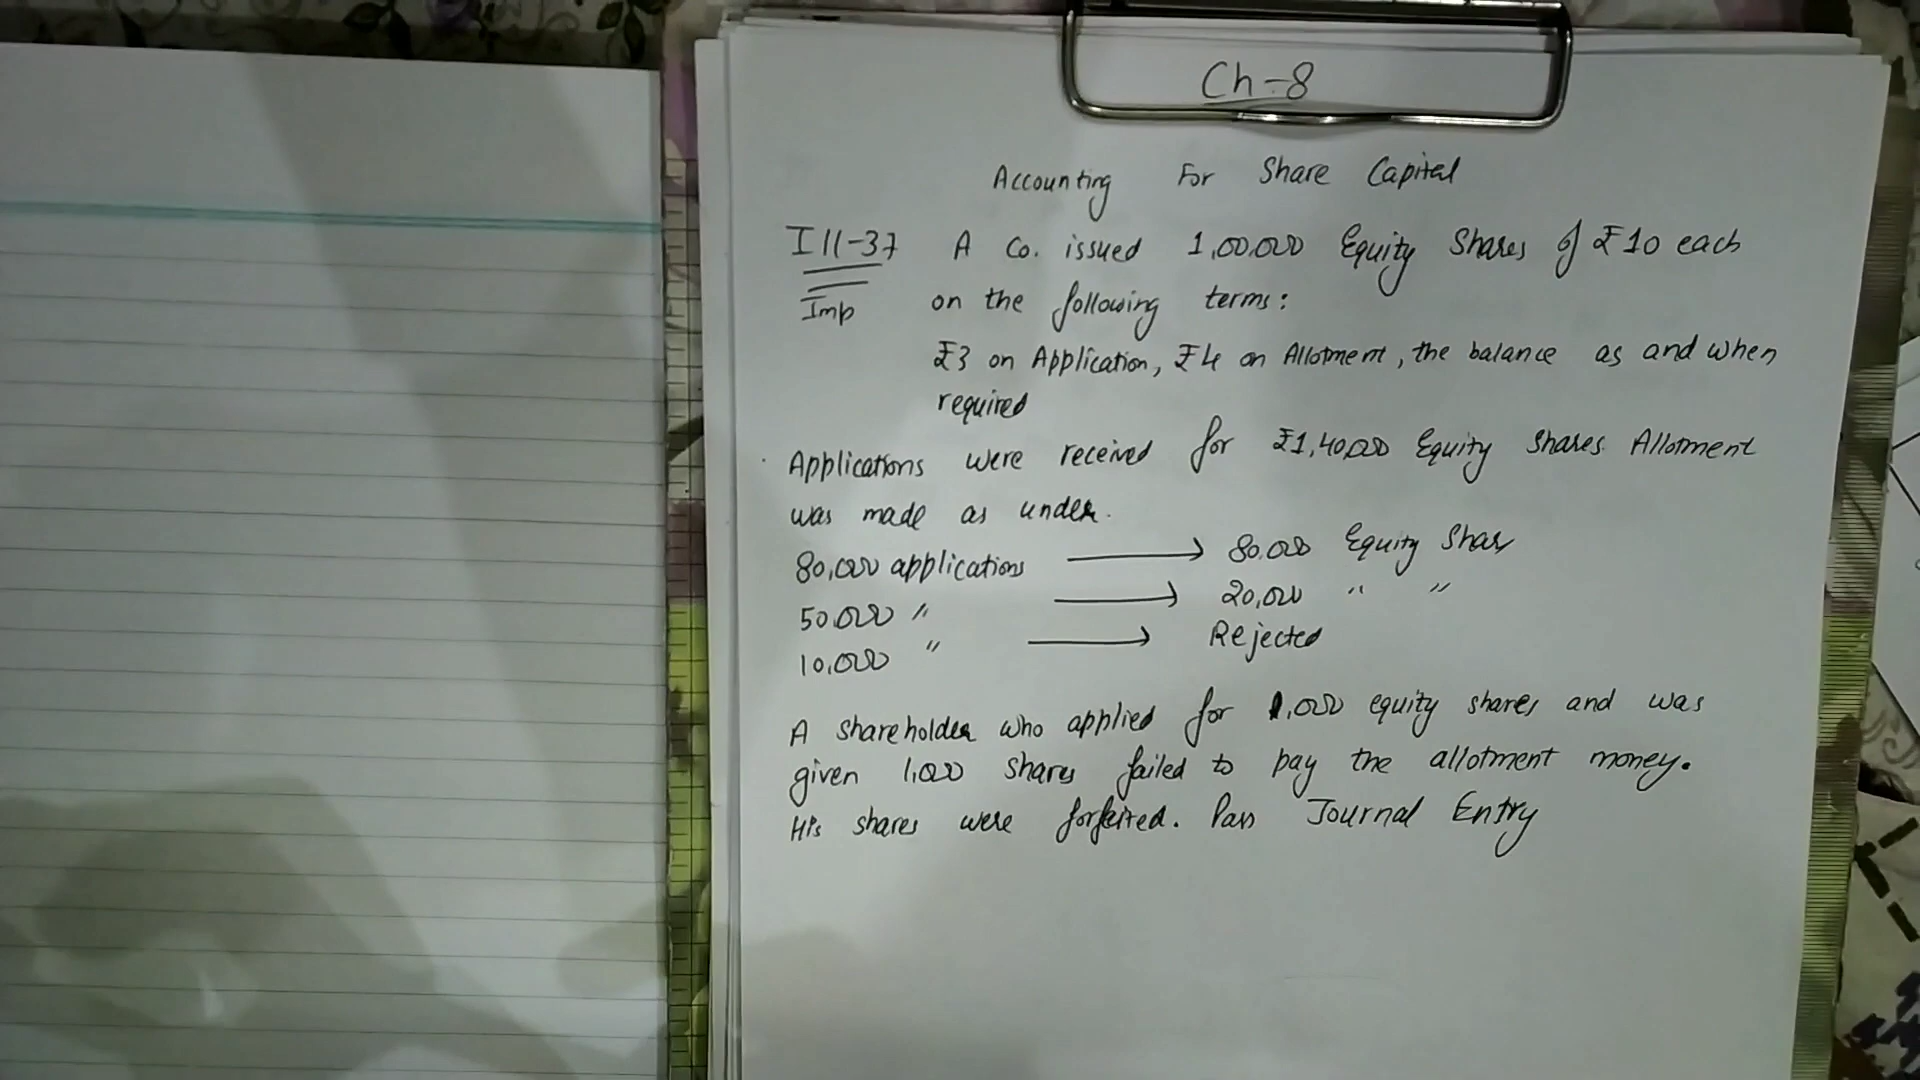 Ch-8
Accounting For Share Capital
Ill-37 A Co. issued 1,00,000 Equity Shares of ₹10 each
Imp on the following terms:
₹3 on Application, ₹4 on Allotment, the balance as and when
required
Applications were received for ₹1,40,000 Equity Shares. Allotment
was made as under.
80,000 applications → 80,000 Equity Shares
50,000 " → 20,000 " "
10,000 " → Rejected
A shareholder who applied for 1,000 equity shares and was
given 1,000 shares failed to pay the allotment money.
His shares were forfeited. Pass Journal Entry